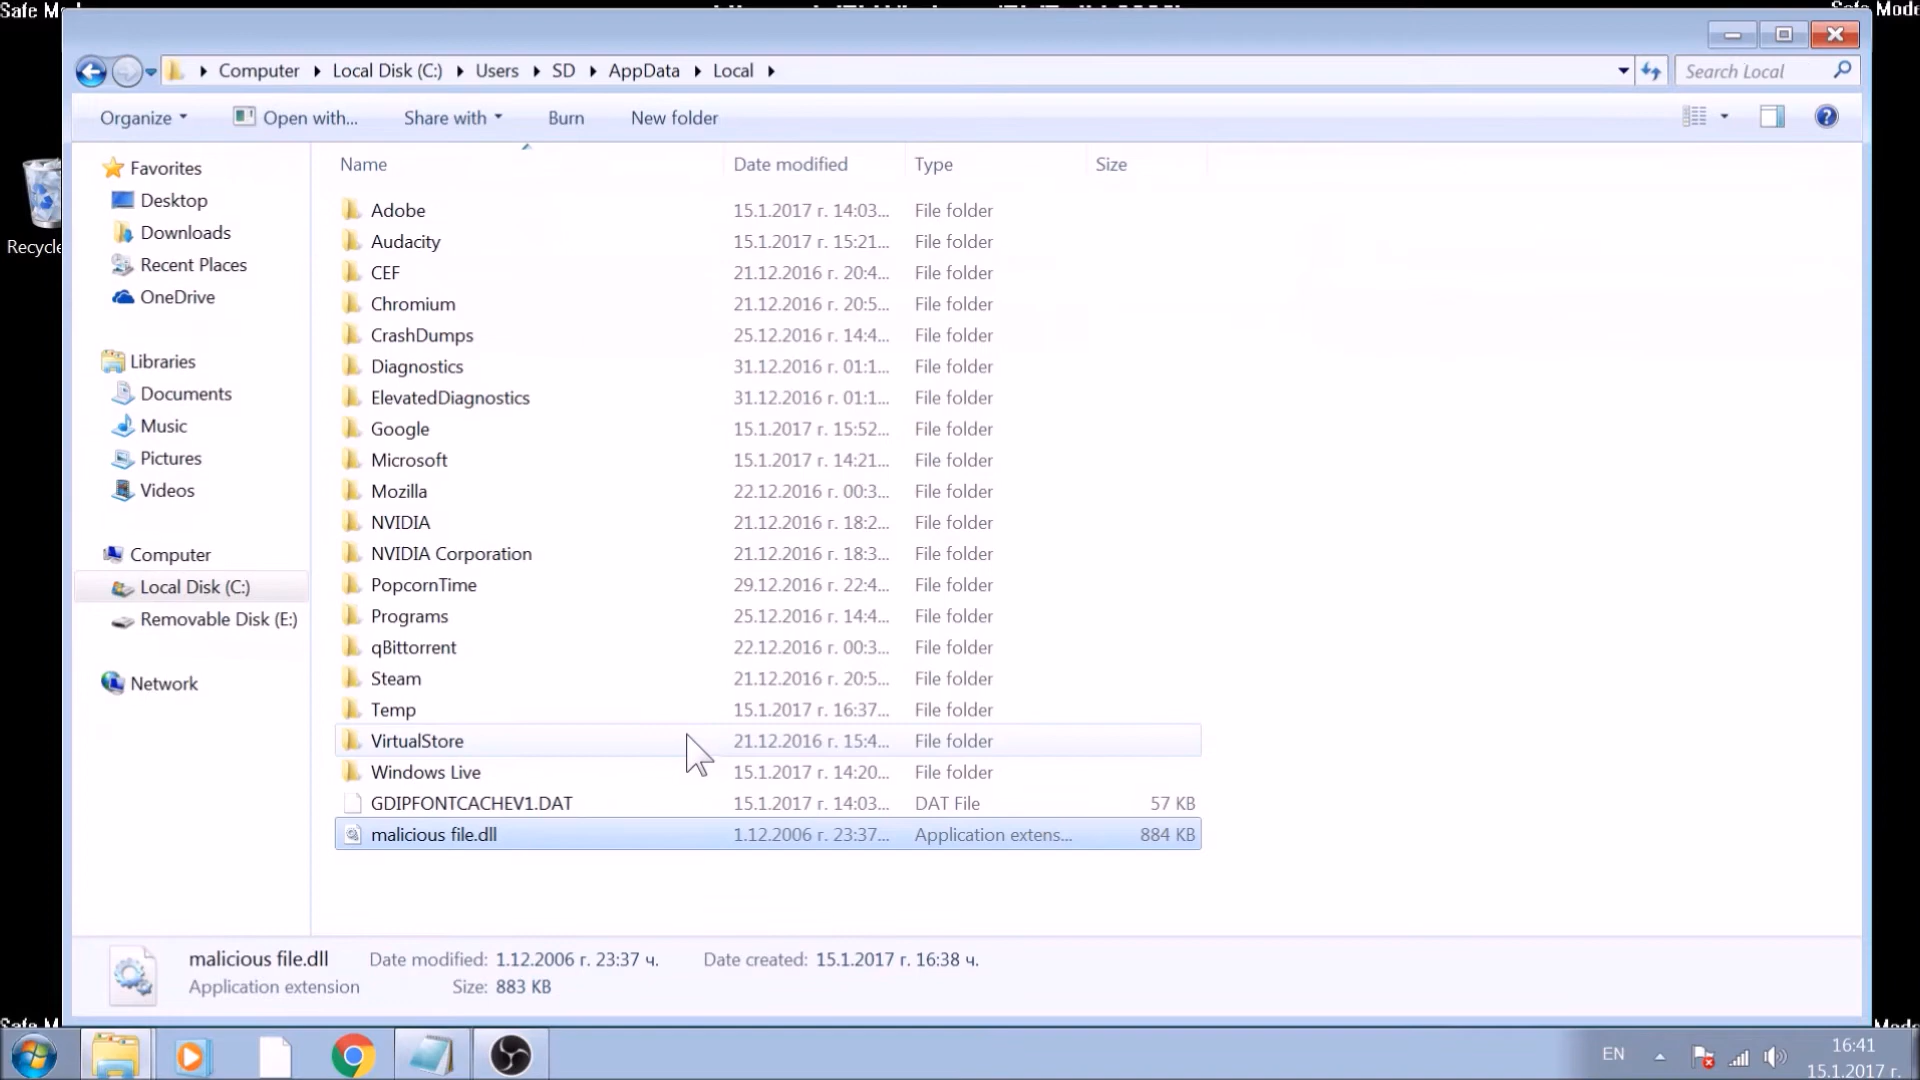 Safe Mode
Computer Local Disk (C:) Users SD AppData Local
Search Local
Organize Open with... Share with Burn New folder
Name Date modified Type Size
Favorites
Desktop
Downloads
Recent Places
OneDrive
Libraries
Documents
Music
Pictures
Videos
Computer
Local Disk (C:)
Removable Disk (E:)
Network
Adobe 15.1.2017 г. 14:03... File folder
Audacity 15.1.2017 г. 15:21... File folder
CEF 21.12.2016 г. 20:4... File folder
Chromium 21.12.2016 г. 20:5... File folder
CrashDumps 25.12.2016 г. 14:4... File folder
Diagnostics 31.12.2016 г. 01:1... File folder
ElevatedDiagnostics 31.12.2016 г. 01:1... File folder
Google 15.1.2017 г. 15:52... File folder
Microsoft 15.1.2017 г. 14:21... File folder
Mozilla 22.12.2016 г. 00:3... File folder
NVIDIA 21.12.2016 г. 18:2... File folder
NVIDIA Corporation 21.12.2016 г. 18:3... File folder
PopcornTime 29.12.2016 г. 22:4... File folder
Programs 25.12.2016 г. 14:4... File folder
qBittorrent 22.12.2016 г. 00:3... File folder
Steam 21.12.2016 г. 20:5... File folder
Temp 15.1.2017 г. 16:37... File folder
VirtualStore 21.12.2016 г. 15:4... File folder
Windows Live 15.1.2017 г. 14:20... File folder
GDIPFONTCACHEV1.DAT 15.1.2017 г. 14:03... DAT File 57 KB
malicious file.dll 1.12.2006 г. 23:37... Application extens... 884 KB
Recycle
malicious file.dll Date modified: 1.12.2006 г. 23:37 ч. Date created: 15.1.2017 г. 16:38 ч.
Application extension Size: 883 KB
EN
16:41
15.1.2017 г.